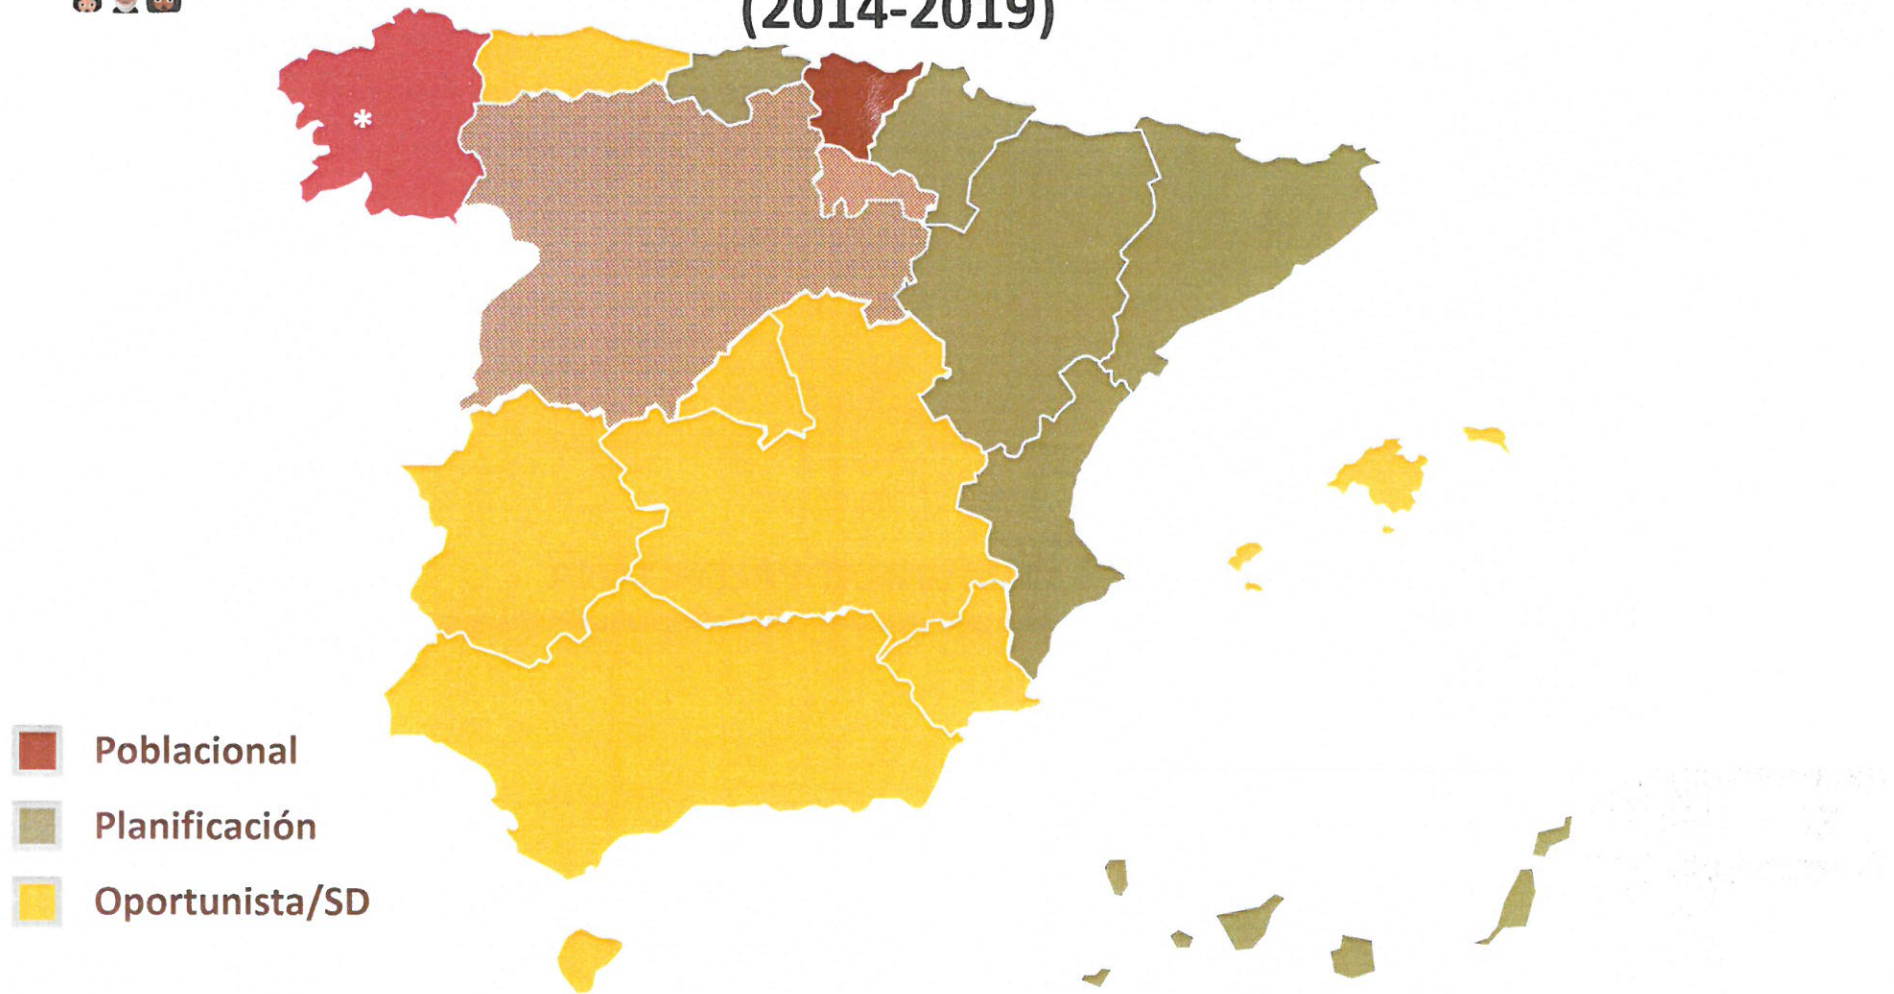 (2014-2019)
*
Poblacional
Planificación
Oportunista/SD